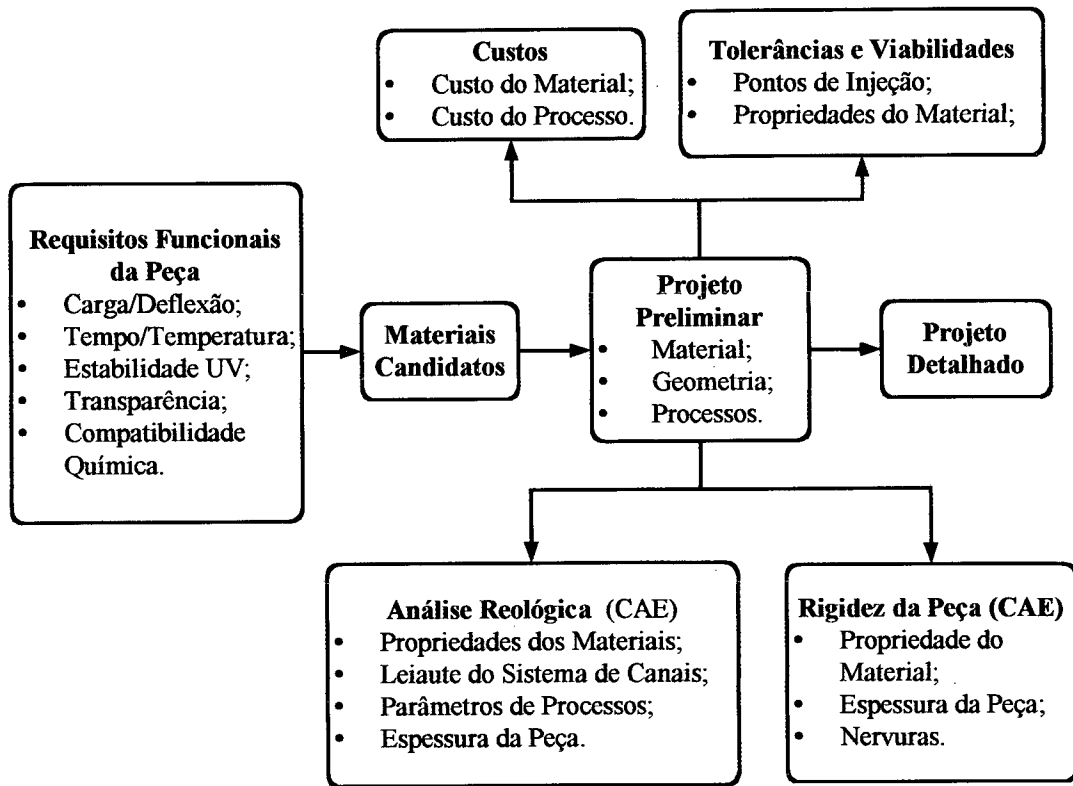 Custos
• Custo do Material;
• Custo do Processo.
Tolerâncias e Viabilidades
• Pontos de Injeção;
• Propriedades do Material;
Requisitos Funcionais
da Peça
• Carga/Deflexão;
• Tempo/Temperatura;
• Estabilidade UV;
• Transparência;
• Compatibilidade
Química.
Materiais
Candidatos
Projeto
Preliminar
• Material;
• Geometria;
• Processos.
Projeto
Detalhado
Análise Reológica (CAE)
• Propriedades dos Materiais;
• Leiaute do Sistema de Canais;
• Parâmetros de Processos;
• Espessura da Peça.
Rigidez da Peça (CAE)
• Propriedade do
Material;
• Espessura da Peça;
• Nervuras.